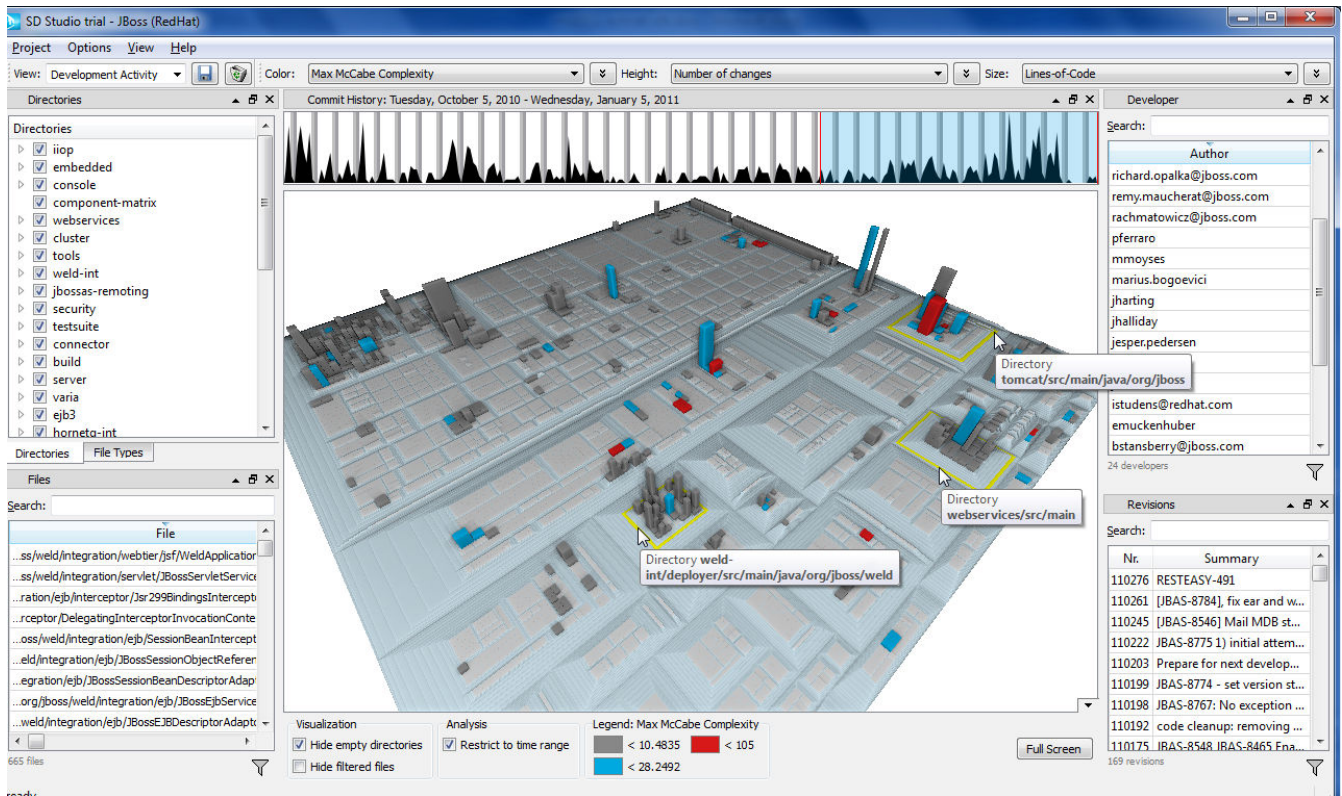 SD Studio trial - JBoss (RedHat)
Project Options View Help
View: Development Activity Color: Max McCabe Complexity Height: Number of changes Size: Lines-of-Code
Directories
Directories
iiop
embedded
console
component-matrix
webservices
cluster
tools
weld-int
jbossas-remoting
security
testsuite
connector
build
server
varia
ejb3
hornetq-int
Directories File Types
Files
Search:
File
...ss/weld/integration/webtier/jsf/WeldApplication
...ss/weld/integration/servlet/JBossServletService
...ration/ejb/interceptor/Jsr299BindingsIntercept
...rceptor/DelegatingInterceptorInvocationConte
...oss/weld/integration/ejb/SessionBeanIntercept
...eld/integration/ejb/JBossSessionObjectReferen
...egration/ejb/JBossSessionBeanDescriptorAdap
...org/jboss/weld/integration/ejb/JBossEjbService
...weld/integration/ejb/JBossEJBDescriptorAdapt
665 files
ready
Commit History: Tuesday, October 5, 2010 - Wednesday, January 5, 2011
Directory
tomcat/src/main/java/org/jboss
Directory
webservices/src/main
Directory weld-
int/deployer/src/main/java/org/jboss/weld
Visualization
Hide empty directories
Hide filtered files
Analysis
Restrict to time range
Legend: Max McCabe Complexity
< 10.4835 < 105
< 28.2492
Full Screen
Developer
Search:
Author
richard.opalka@jboss.com
remy.maucherat@jboss.com
rachmatowicz@jboss.com
pferraro
mmoyses
marius.bogoevici
jharting
jhalliday
jesper.pedersen
istudens@redhat.com
emuckenhuber
bstansberry@jboss.com
24 developers
Revisions
Search:
Nr. Summary
110276 RESTEASY-491
110261 [JBAS-8784], fix ear and w...
110245 [JBAS-8546] Mail MDB st...
110222 JBAS-8775 1) initial attem...
110203 Prepare for next develop...
110199 JBAS-8774 - set version st...
110198 JBAS-8767: No exception ...
110192 code cleanup: removing ...
110175 JBAS-8548 JBAS-8465 Ena...
169 revisions